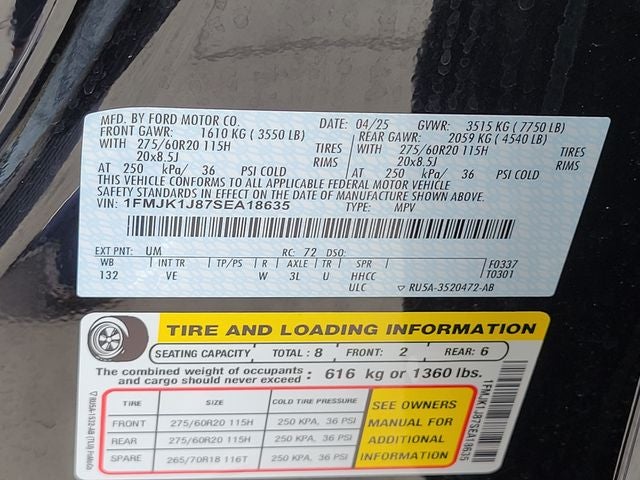 MFD. BY FORD MOTOR CO. DATE: 04/25 GVWR: 3515 KG ( 7750 LB)
FRONT GAWR: 1610 KG ( 3550 LB) REAR GAWR: 2059 KG ( 4540 LB)
WITH 275/60R20 115H TIRES WITH 275/60R20 115H TIRES
20x8.5J RIMS 20x8.5J RIMS
AT 250 kPa/ 36 PSI COLD AT 250 kPa/ 36 PSI COLD
THIS VEHICLE CONFORMS TO ALL APPLICABLE FEDERAL MOTOR VEHICLE
SAFETY STANDARDS IN EFFECT ON THE DATE OF MANUFACTURE SHOWN ABOVE.
VIN: 1FMJK1J87SEA18635 TYPE: MPV
EXT PNT: UM RC: 72 DSO: F0337
WB INT TR TP/PS R AXLE TR SPR T0301
132 VE W 3L U HHCC
ULC ▽ RU5A-3520472-AB
TIRE AND LOADING INFORMATION
SEATING CAPACITY TOTAL: 8 FRONT: 2 REAR: 6
The combined weight of occupants
and cargo should never exceed: 616 kg or 1360 lbs.
TIRE SIZE COLD TIRE PRESSURE
FRONT 275/60R20 115H 250 KPA, 36 PSI
REAR 275/60R20 115H 250 KPA, 36 PSI
SPARE 265/70R18 116T 250 KPA, 36 PSI
SEE OWNERS
MANUAL FOR
ADDITIONAL
INFORMATION
1FMJK1J87SEA18635